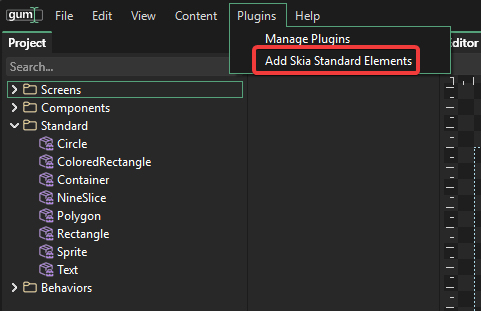 gum File Edit View Content Plugins Help
Project
Manage Plugins
Editor
Add Skia Standard Elements
Search...
Screens
Components
Standard
Circle
ColoredRectangle
Container
NineSlice
Polygon
Rectangle
Sprite
Text
Behaviors